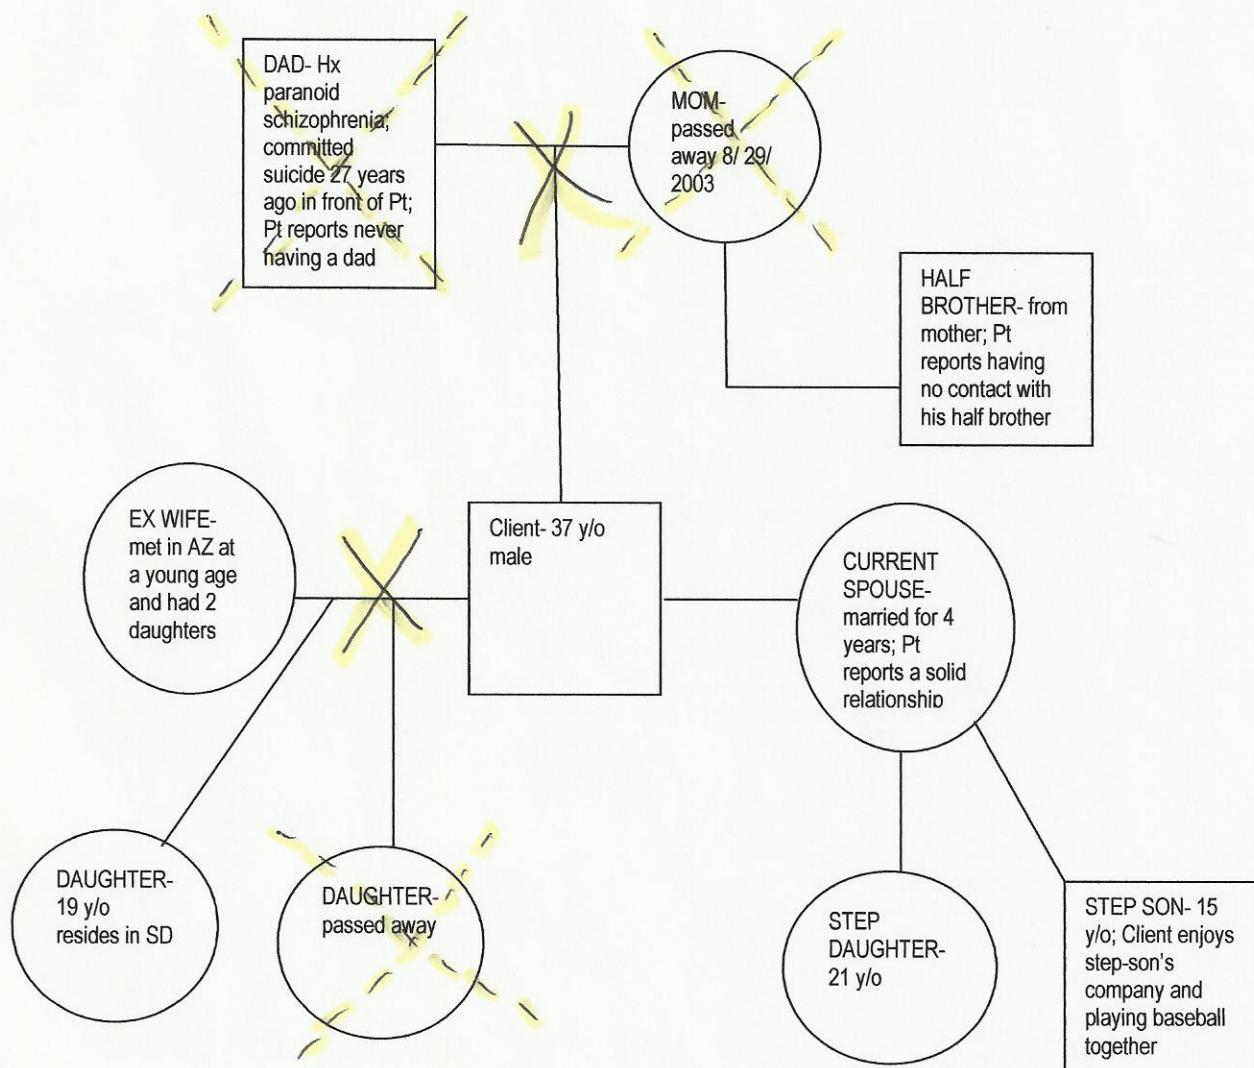 DAD- Hx
paranoid
schizophrenia;
committed
suicide 27 years
ago in front of Pt;
Pt reports never
having a dad
MOM-
passed
away 8/ 29/
2003
HALF
BROTHER- from
mother; Pt
reports having
no contact with
his half brother
EX WIFE-
met in AZ at
a young age
and had 2
daughters
Client- 37 y/o
male
CURRENT
SPOUSE-
married for 4
years; Pt
reports a solid
relationship
DAUGHTER-
19 y/o
resides in SD
DAUGHTER-
passed away
STEP
DAUGHTER-
21 y/o
STEP SON- 15
y/o; Client enjoys
step-son's
company and
playing baseball
together